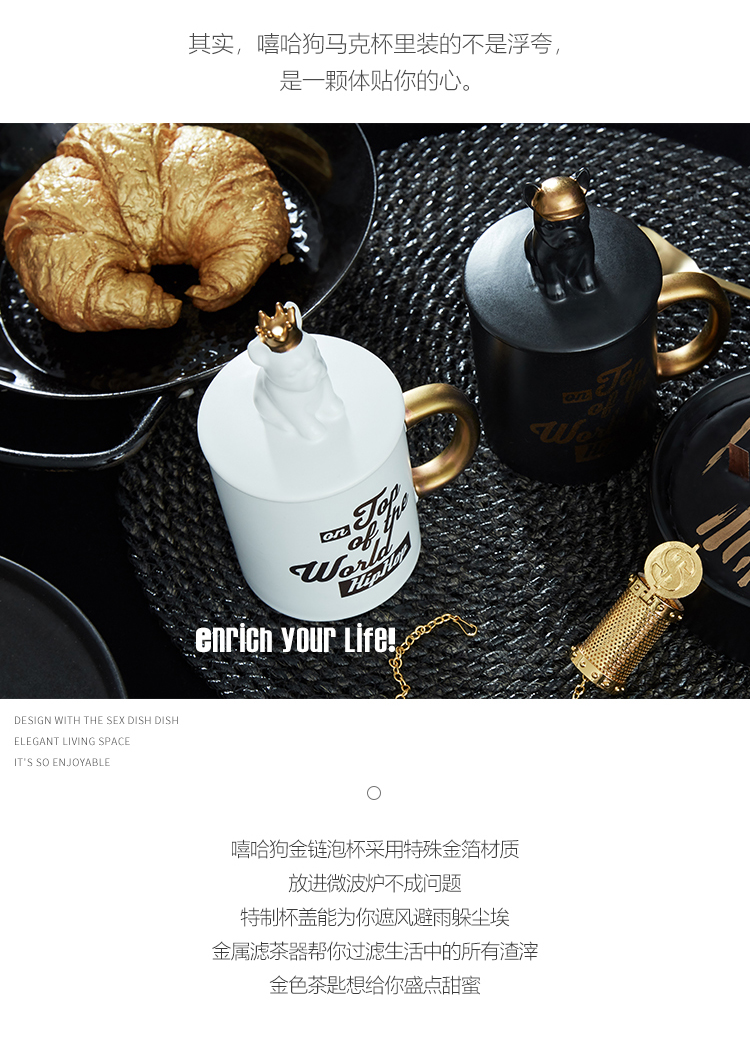 其实，嘻哈狗马克杯里装的不是浮夸，
是一颗体贴你的心。
on Top
of the
World
HipHop
on Top
of the
World
enrich your Life!
DESIGN WITH THE SEX DISH DISH
ELEGANT LIVING SPACE
IT'S SO ENJOYABLE
嘻哈狗金链泡杯采用特殊金箔材质
放进微波炉不成问题
特制杯盖能为你遮风避雨躲尘埃
金属滤茶器帮你过滤生活中的所有渣滓
金色茶匙想给你盛点甜蜜